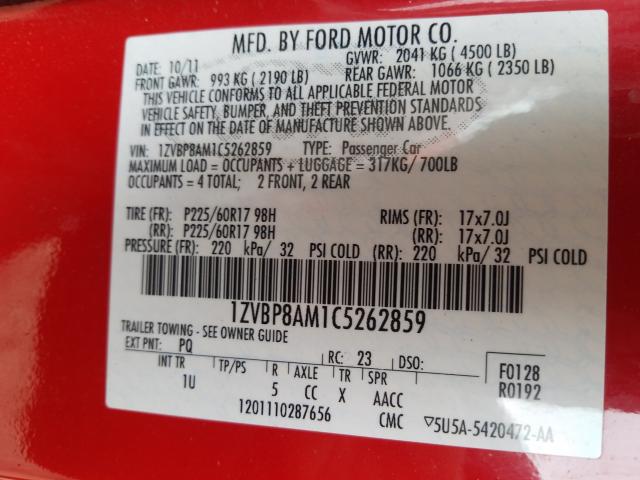 MFD. BY FORD MOTOR CO.
DATE: 10/11 GVWR: 2041 KG ( 4500 LB)
FRONT GAWR: 993 KG ( 2190 LB) REAR GAWR: 1066 KG ( 2350 LB)
THIS VEHICLE CONFORMS TO ALL APPLICABLE FEDERAL MOTOR
VEHICLE SAFETY, BUMPER, AND THEFT PREVENTION STANDARDS
IN EFFECT ON THE DATE OF MANUFACTURE SHOWN ABOVE.
VIN: 1ZVBP8AM1C5262859 TYPE: Passenger Car
MAXIMUM LOAD = OCCUPANTS + LUGGAGE = 317KG/ 700LB
OCCUPANTS = 4 TOTAL; 2 FRONT, 2 REAR
TIRE (FR): P225/60R17 98H RIMS (FR): 17x7.0J
(RR): P225/60R17 98H (RR): 17x7.0J
PRESSURE (FR): 220 kPa/ 32 PSI COLD (RR): 220 kPa/ 32 PSI COLD
1ZVBP8AM1C5262859
TRAILER TOWING - SEE OWNER GUIDE
EXT PNT: PQ RC: 23 DSO: F0128
INT TR TP/PS R AXLE TR SPR R0192
1U 5 CC X AACC
1201110287656 CMC ▽5U5A-5420472-AA